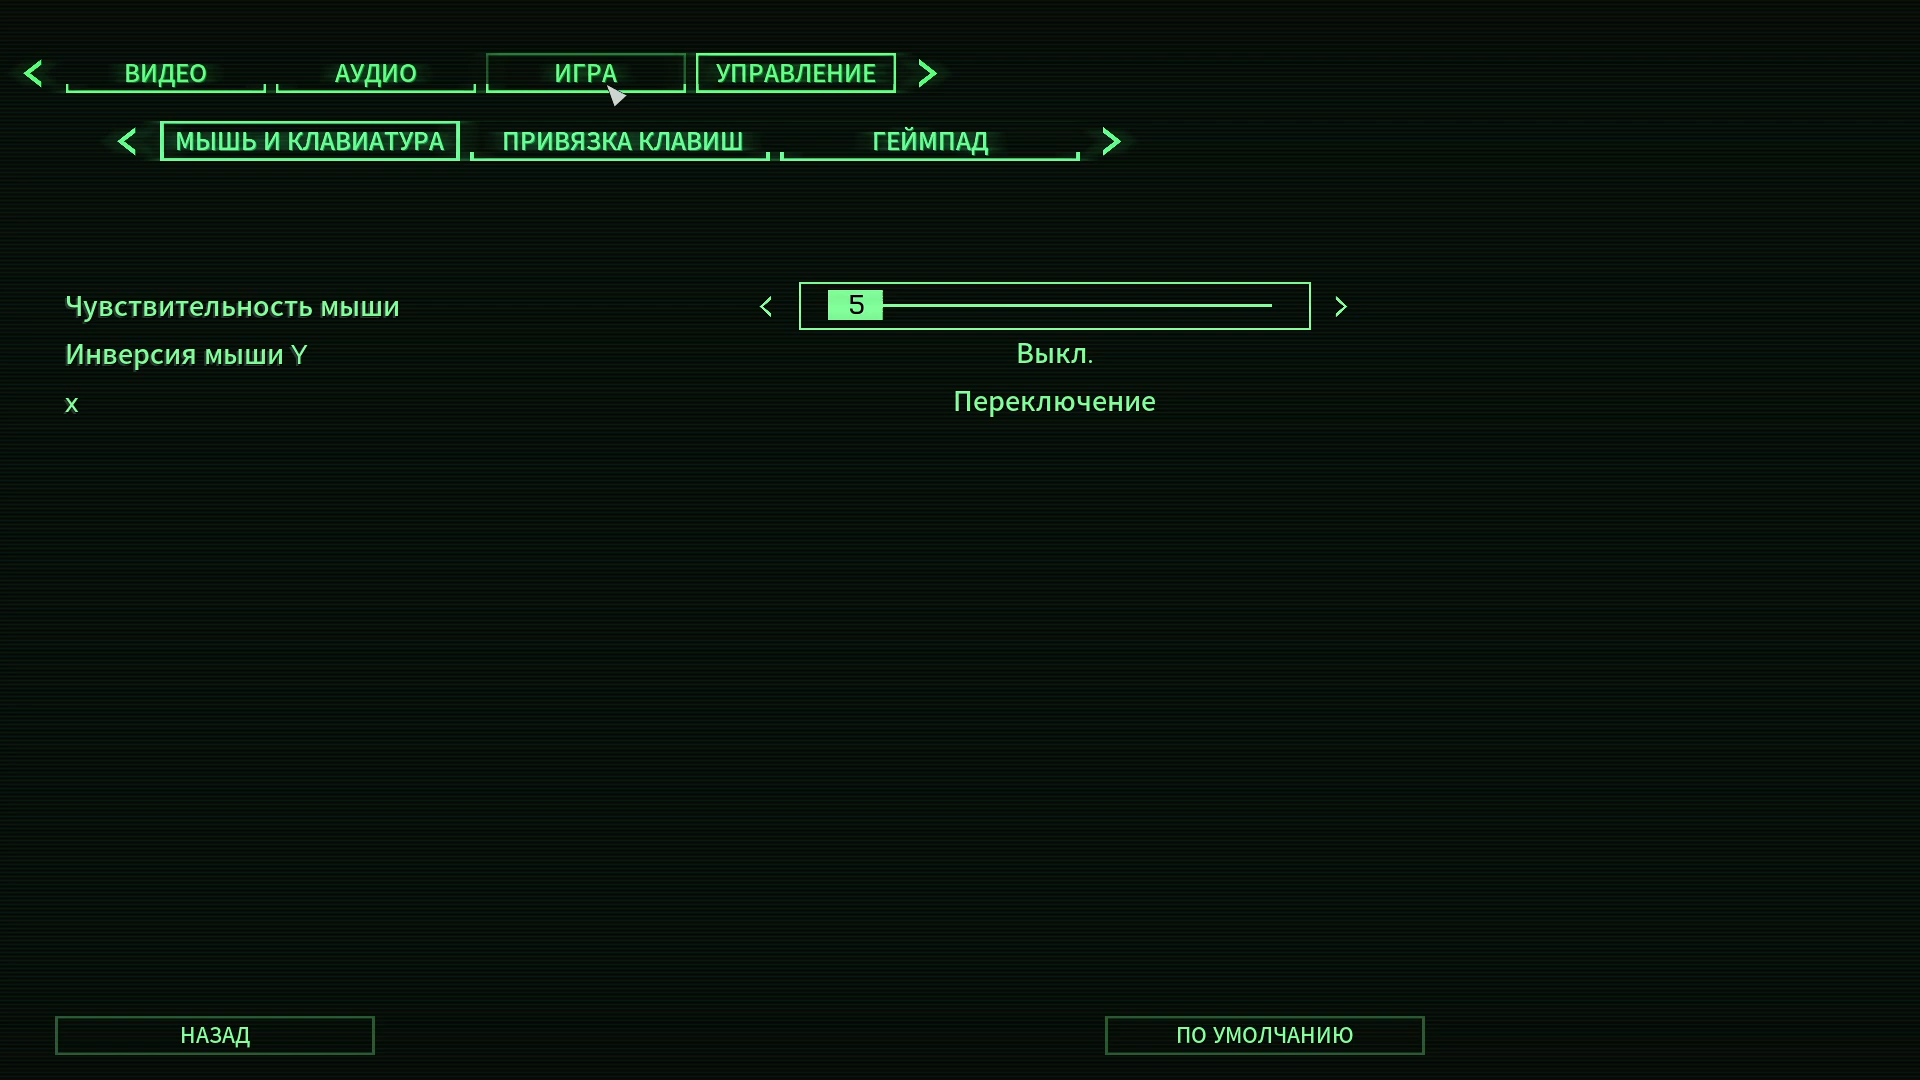 ВИДЕО АУДИО ИГРА УПРАВЛЕНИЕ
МЫШЬ И КЛАВИАТУРА ПРИВЯЗКА КЛАВИШ ГЕЙМПАД
Чувствительность мыши 5
Инверсия мыши Y Выкл.
x Переключение
НАЗАД ПО УМОЛЧАНИЮ